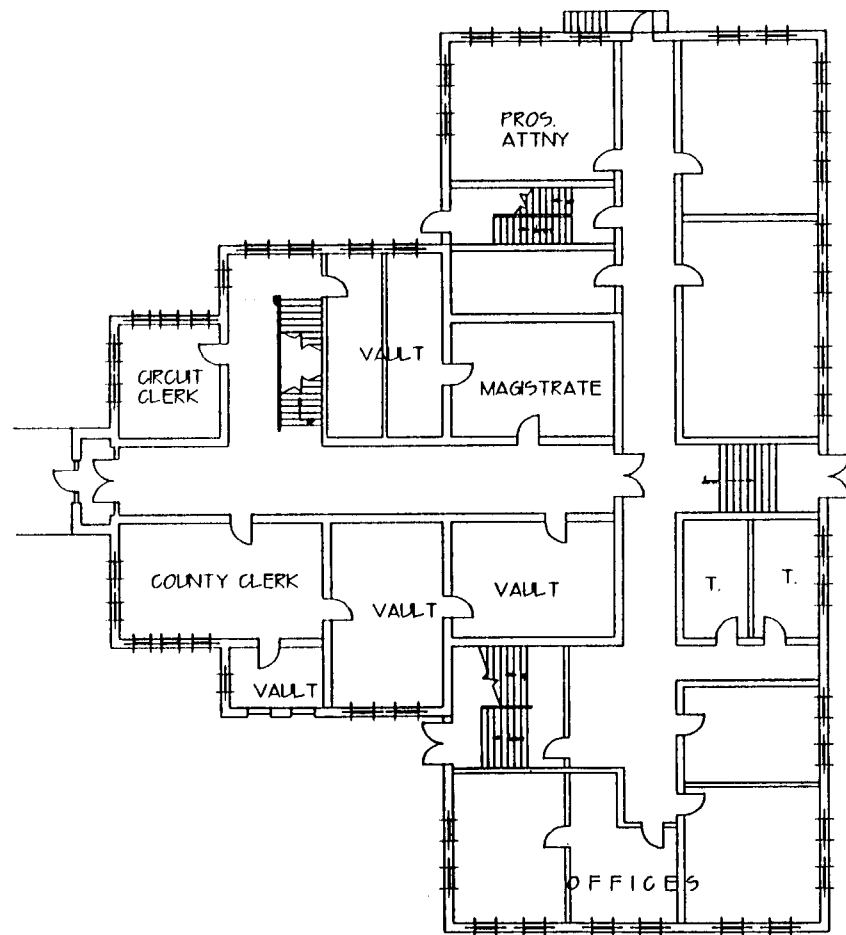 PROS.
ATTNY
VAULT
CIRCUIT
CLERK
MAGISTRATE
COUNTY CLERK
VAULT
VAULT
T.
T.
VAULT
OFFICES